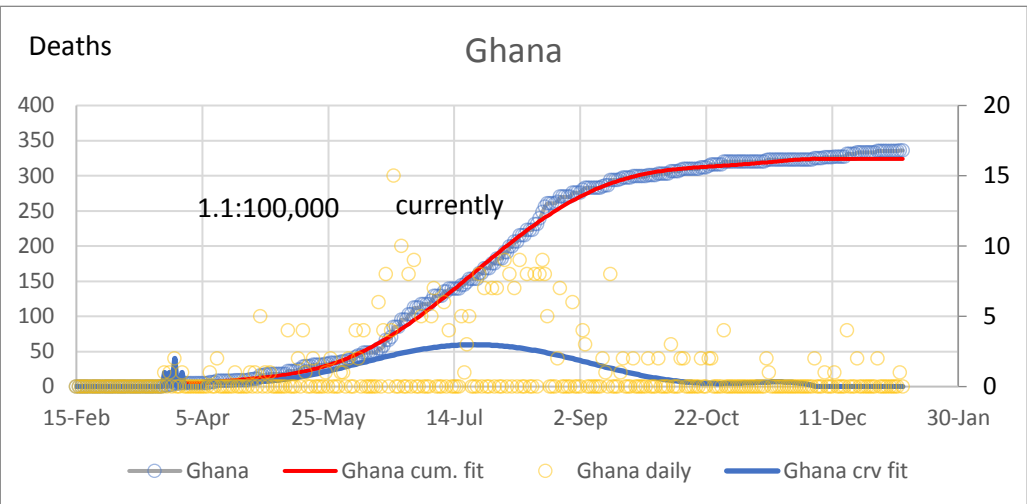 Deaths
Ghana
400
350
300
250
200
150
100
50
0
20
15
10
5
0
1.1:100,000 currently
15-Feb 5-Apr 25-May 14-Jul 2-Sep 22-Oct 11-Dec 30-Jan
Ghana Ghana cum. fit Ghana daily Ghana crv fit